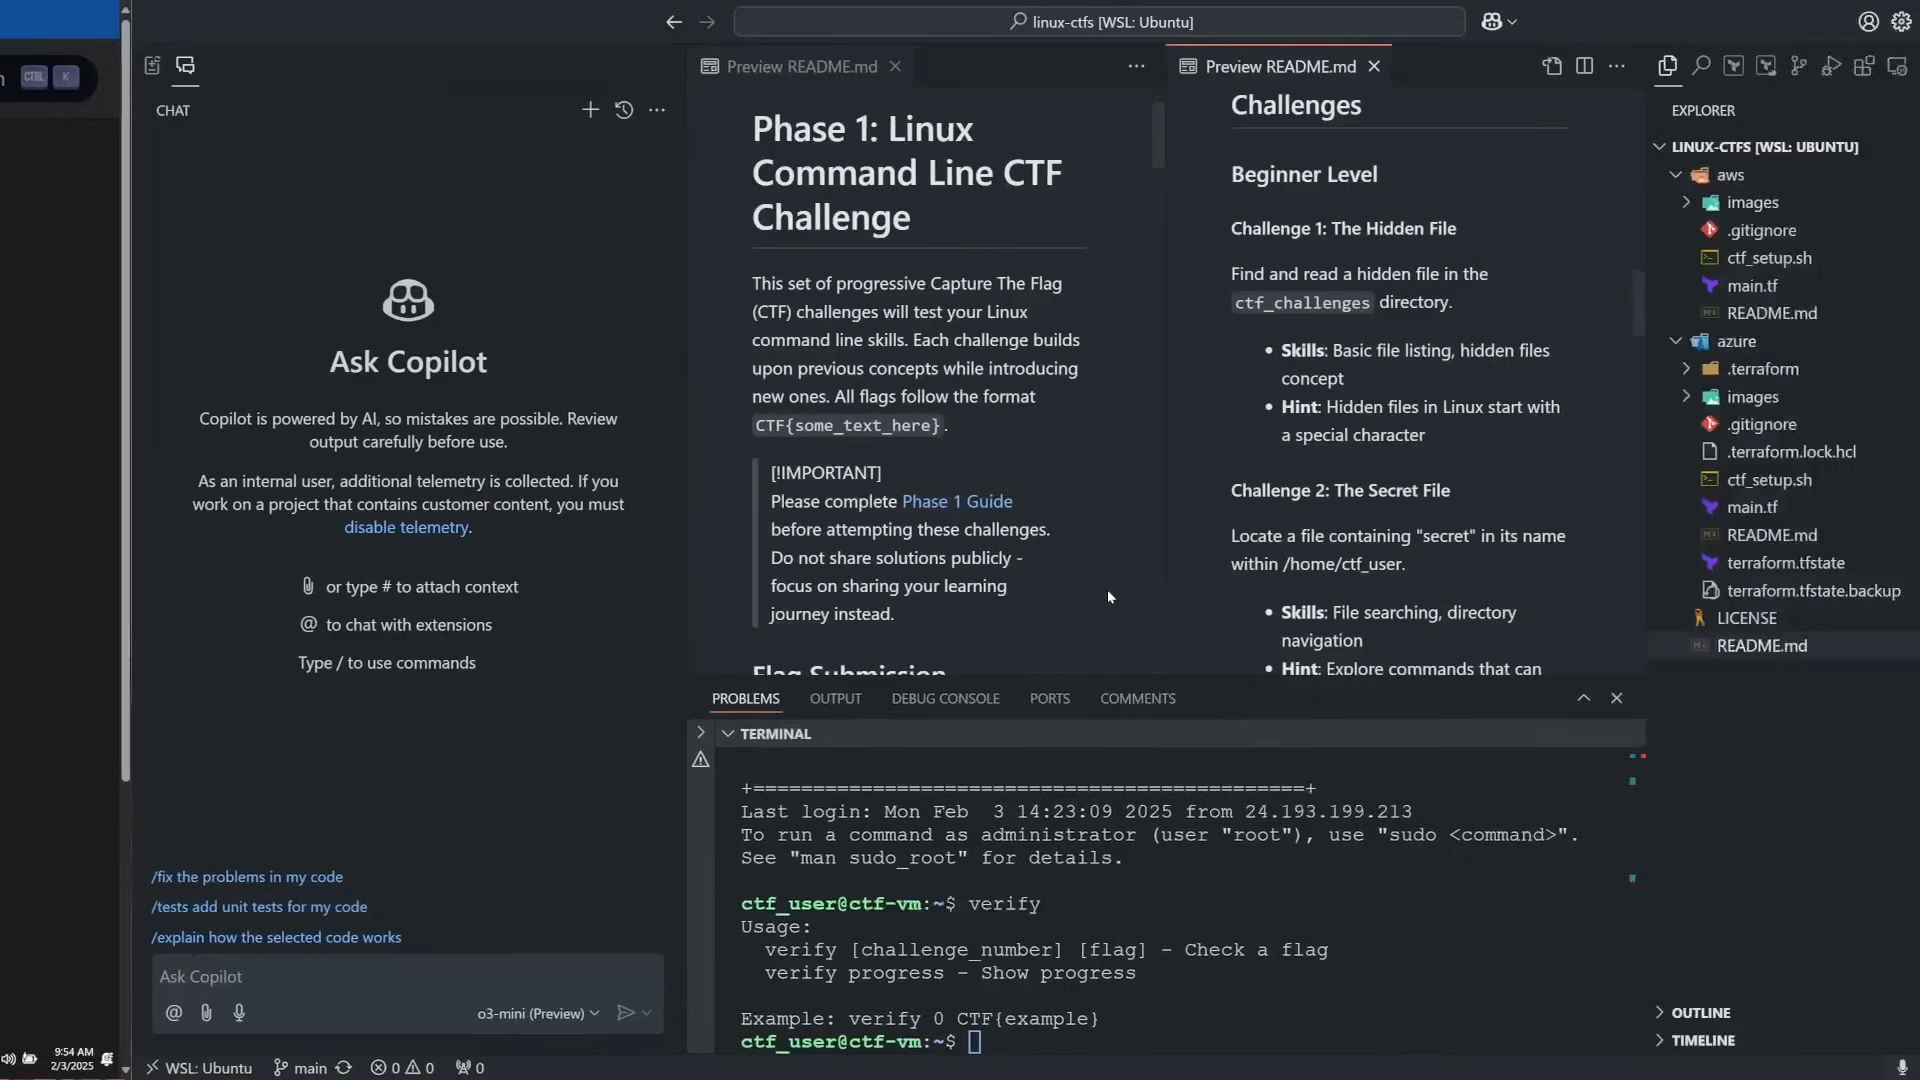 linux-ctfs [WSL: Ubuntu]
CTRL K
CHAT
Ask Copilot
Copilot is powered by AI, so mistakes are possible. Review
output carefully before use.
As an internal user, additional telemetry is collected. If you
work on a project that contains customer content, you must
disable telemetry.
or type # to attach context
@ to chat with extensions
Type / to use commands
/fix the problems in my code
/tests add unit tests for my code
/explain how the selected code works
Ask Copilot
@
o3-mini (Preview)
Preview README.md
Phase 1: Linux
Command Line CTF
Challenge
This set of progressive Capture The Flag
(CTF) challenges will test your Linux
command line skills. Each challenge builds
upon previous concepts while introducing
new ones. All flags follow the format
CTF{some_text_here}.
[!IMPORTANT]
Please complete Phase 1 Guide
before attempting these challenges.
Do not share solutions publicly -
focus on sharing your learning
journey instead.
Flag Submission
Preview README.md
Challenges
Beginner Level
Challenge 1: The Hidden File
Find and read a hidden file in the
ctf_challenges directory.
• Skills: Basic file listing, hidden files
concept
• Hint: Hidden files in Linux start with
a special character
Challenge 2: The Secret File
Locate a file containing "secret" in its name
within /home/ctf_user.
• Skills: File searching, directory
navigation
• Hint: Explore commands that can
PROBLEMS OUTPUT DEBUG CONSOLE PORTS COMMENTS
TERMINAL
+==============================================+
Last login: Mon Feb  3 14:23:09 2025 from 24.193.199.213
To run a command as administrator (user "root"), use "sudo <command>".
See "man sudo_root" for details.
ctf_user@ctf-vm:~$ verify
Usage:
verify [challenge_number] [flag] - Check a flag
verify progress - Show progress
Example: verify 0 CTF{example}
ctf_user@ctf-vm:~$
EXPLORER
LINUX-CTFS [WSL: UBUNTU]
aws
images
.gitignore
ctf_setup.sh
main.tf
README.md
azure
.terraform
images
.gitignore
.terraform.lock.hcl
ctf_setup.sh
main.tf
README.md
terraform.tfstate
terraform.tfstate.backup
LICENSE
README.md
OUTLINE
TIMELINE
9:54 AM
2/3/2025
WSL: Ubuntu main 0 0 0